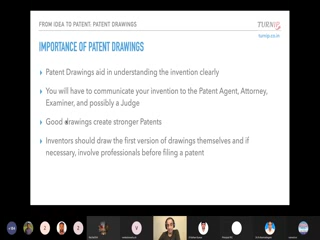 FROM IDEA TO PATENT: PATENT DRAWINGS
TURNIP
turnip.co.in
IMPORTANCE OF PATENT DRAWINGS
Patent Drawings aid in understanding the invention clearly
You will have to communicate your invention to the Patent Agent, Attorney,
Examiner, and possibly a Judge
Good drawings create stronger Patents
Inventors should draw the first version of drawings themselves and if
necessary, involve professionals before filing a patent